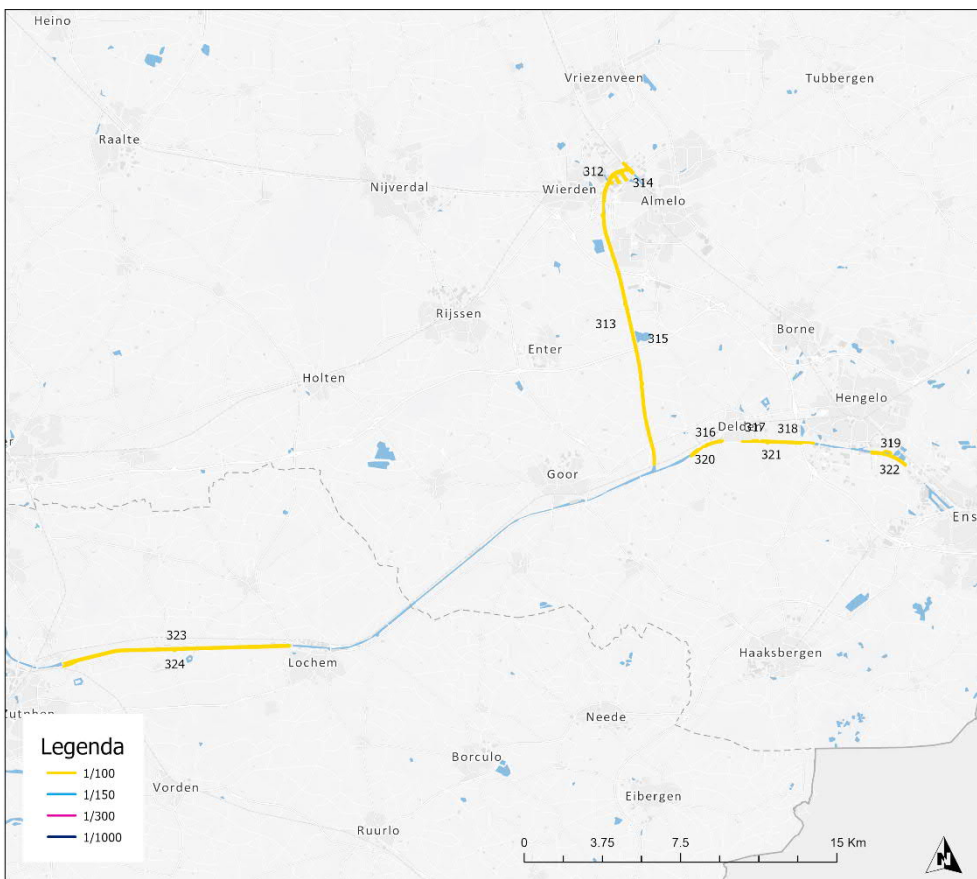 Heino
Vriezenveen
Tubbergen
Raalte
Nijverdal
312
Wierden
314
Almelo
Rijssen
313
315
Borne
Enter
Holten
Hengelo
er
316
Delden
317
318
319
320
321
322
Goor
Ens
323
324
Lochem
Haaksbergen
Zutphen
Neede
Legenda
1/100
1/150
1/300
1/1000
Borculo
Vorden
Eibergen
Ruurlo
0 3.75 7.5 15 Km
N